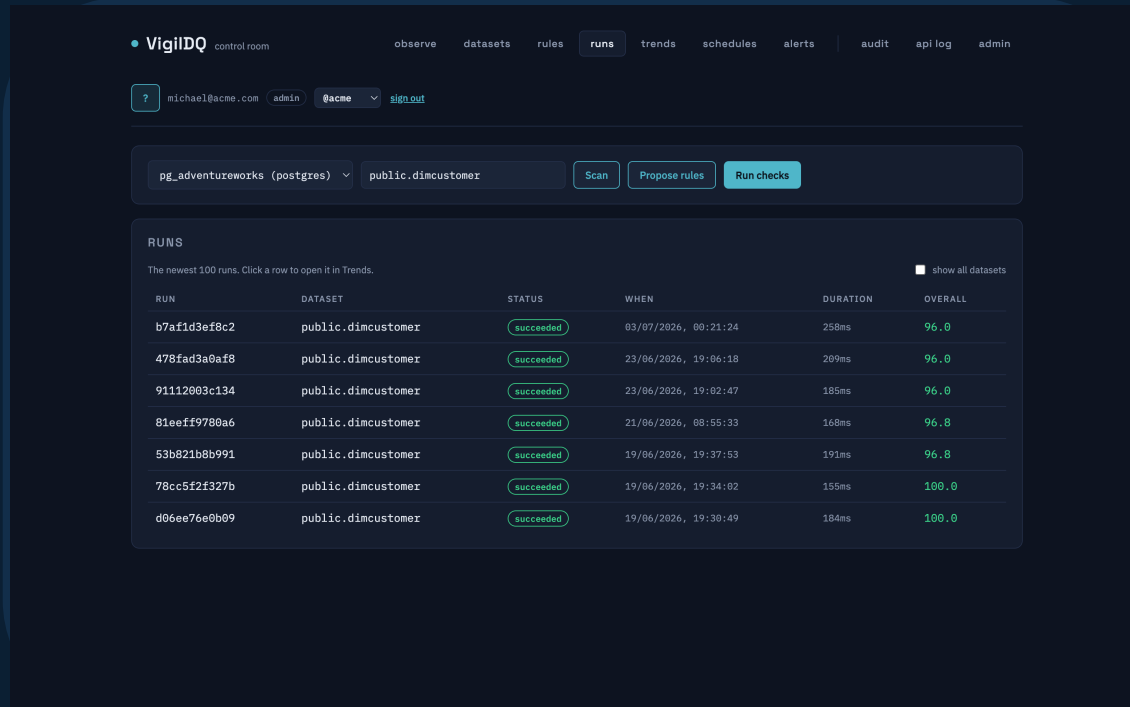 VigilDQ control room observe datasets rules runs trends schedules alerts audit api log admin
? michael@acme.com admin @acme sign out
pg_adventureworks (postgres) public.dimcustomer Scan Propose rules Run checks
RUNS
The newest 100 runs. Click a row to open it in Trends. show all datasets
RUN DATASET STATUS WHEN DURATION OVERALL
b7af1d3ef8c2 public.dimcustomer succeeded 03/07/2026, 00:21:24 258ms 96.0
478fad3a0af8 public.dimcustomer succeeded 23/06/2026, 19:06:18 209ms 96.0
91112003c134 public.dimcustomer succeeded 23/06/2026, 19:02:47 185ms 96.0
81eeff9780a6 public.dimcustomer succeeded 21/06/2026, 08:55:33 168ms 96.8
53b821b8b991 public.dimcustomer succeeded 19/06/2026, 19:37:53 191ms 96.8
78cc5f2f327b public.dimcustomer succeeded 19/06/2026, 19:34:02 155ms 100.0
d06ee76e0b09 public.dimcustomer succeeded 19/06/2026, 19:30:49 184ms 100.0